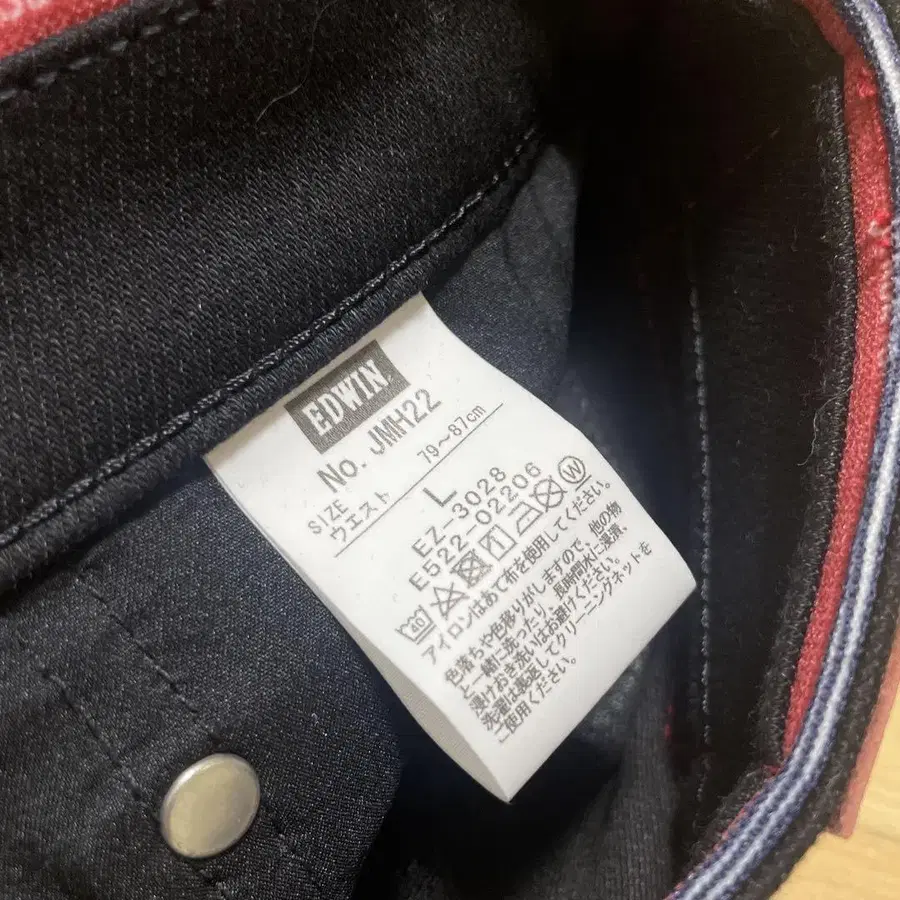 EDWIN
No. JMH22
SIZE
ウエスト 79～87cm
L
EZ-3028
E522-02206
40 W
アイロンはあて布を使用してください。
色落ちや色移りがしますので、他の物
と一緒に洗ったり、長時間水に浸漬、
漬けおき洗いはお避けください。
洗濯は裏返してクリーニングネットを
ご使用ください。